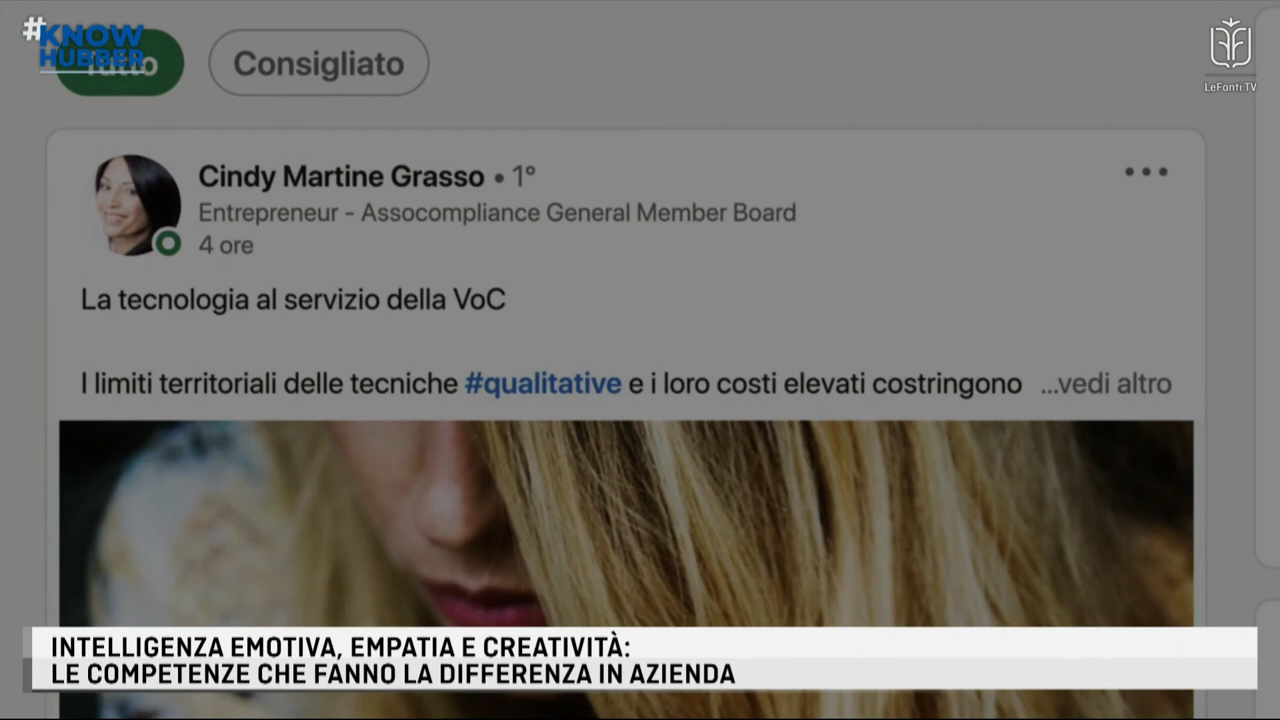 #KNOW
HUBBER
LeFonti.TV
Tutto
Consigliato
Cindy Martine Grasso • 1°
Entrepreneur - Assocompliance General Member Board
4 ore
La tecnologia al servizio della VoC
I limiti territoriali delle tecniche #qualitative e i loro costi elevati costringono ...vedi altro
INTELLIGENZA EMOTIVA, EMPATIA E CREATIVITÀ:
LE COMPETENZE CHE FANNO LA DIFFERENZA IN AZIENDA